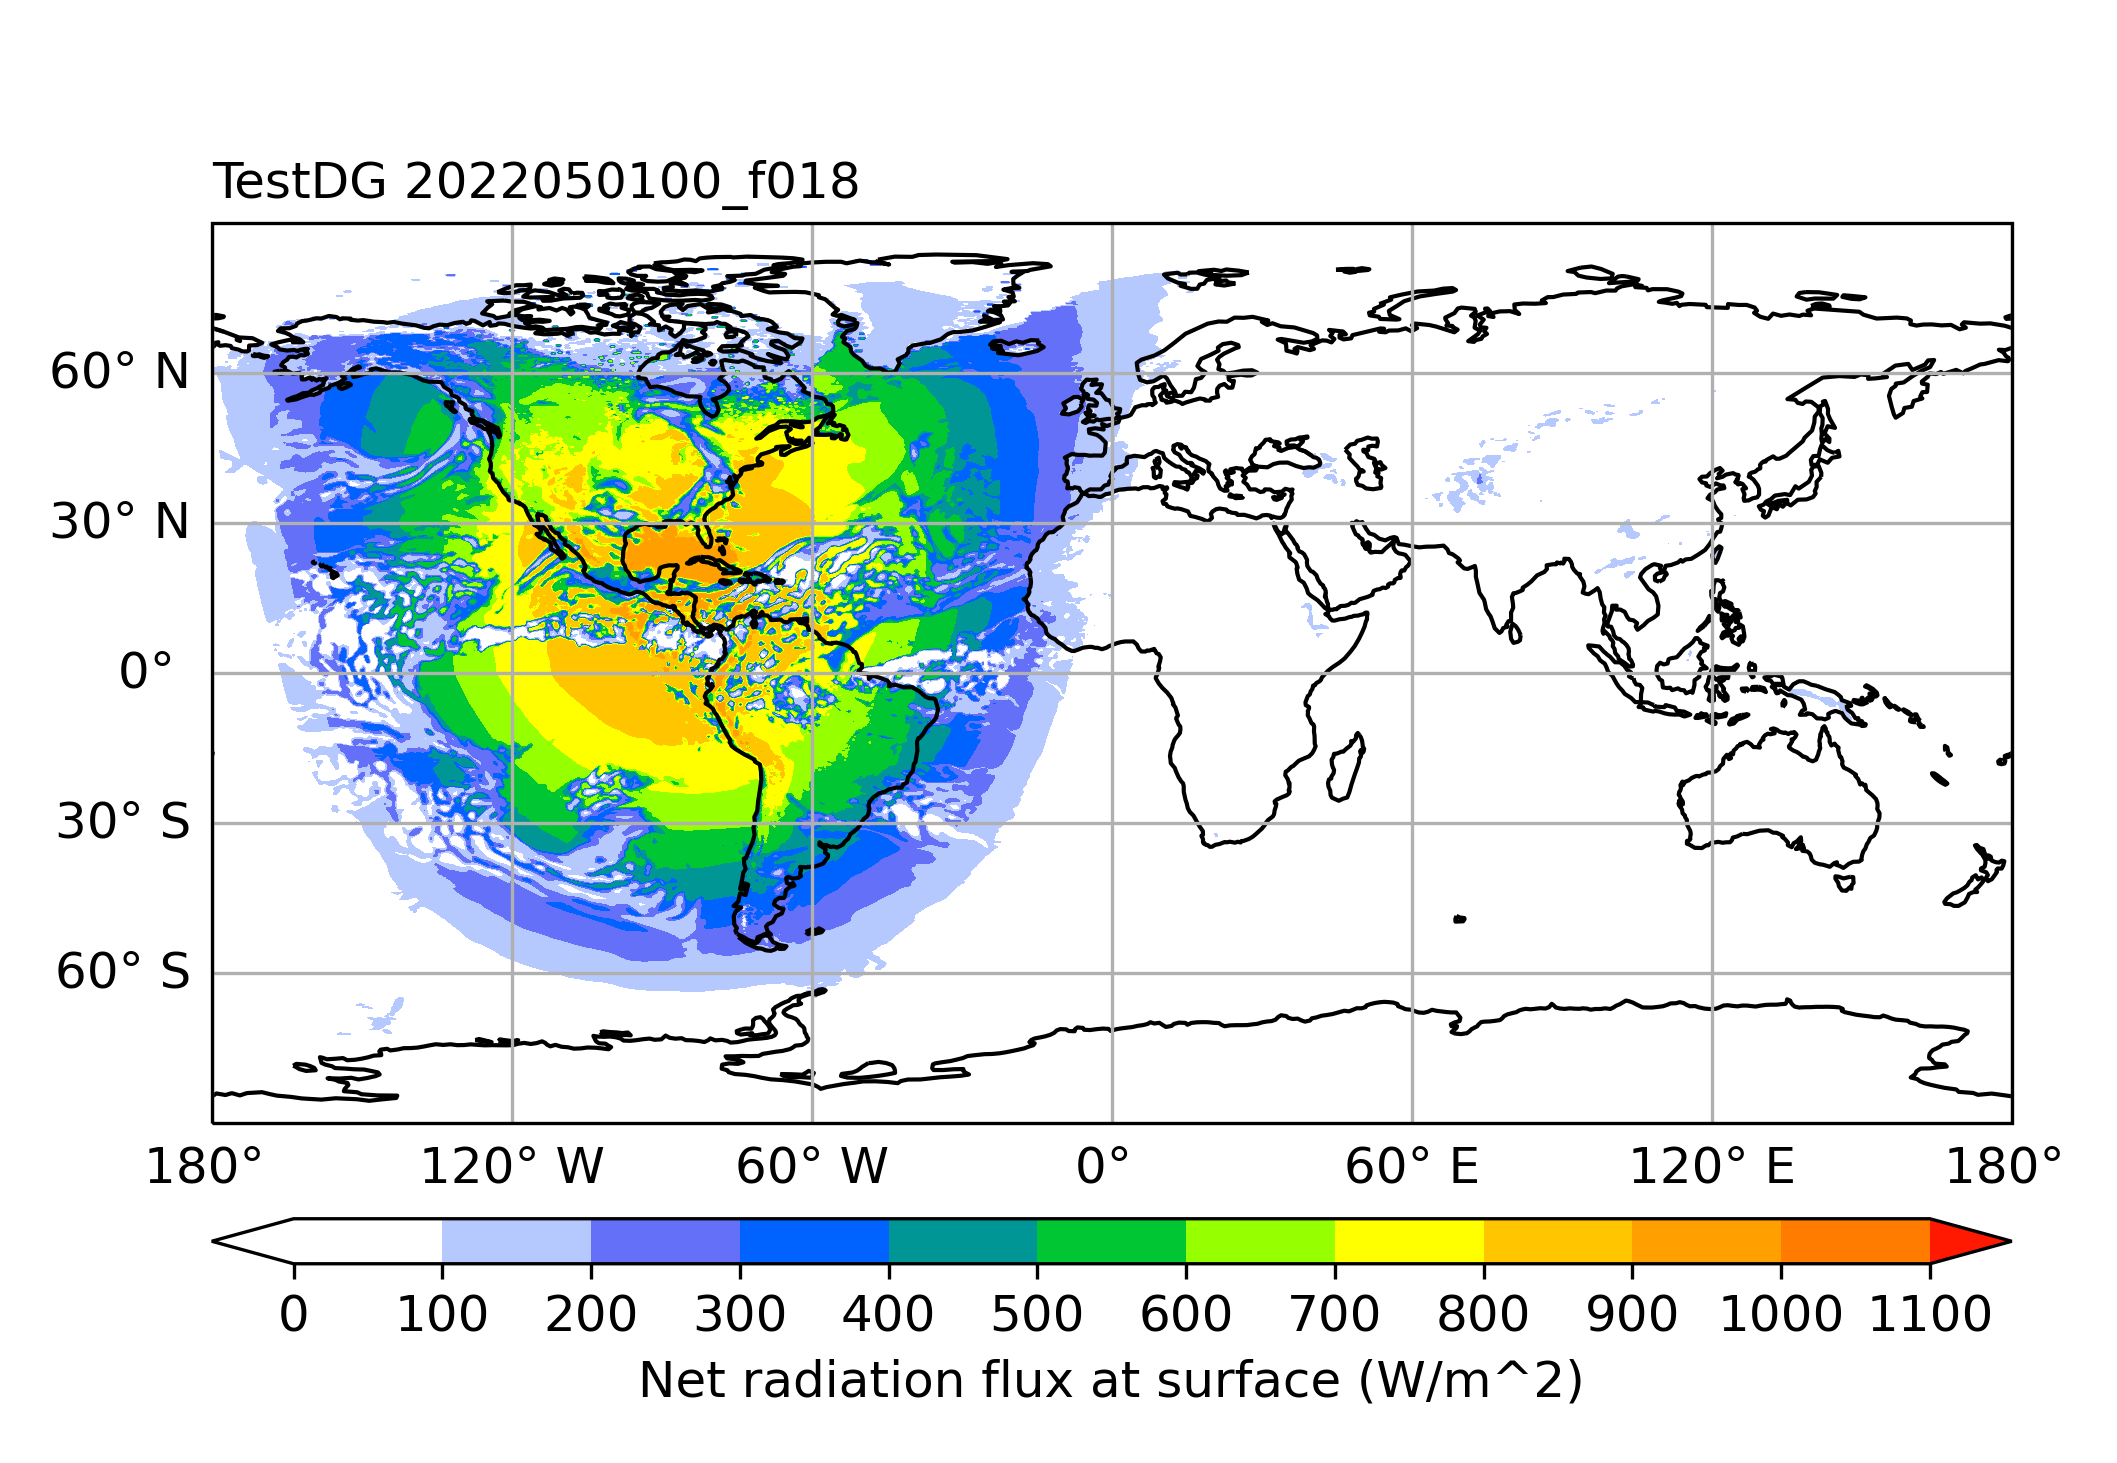 TestDG 2022050100_f018
60° N
30° N
0°
30° S
60° S
180° 120° W 60° W 0° 60° E 120° E 180°
0 100 200 300 400 500 600 700 800 900 1000 1100
Net radiation flux at surface (W/m^2)